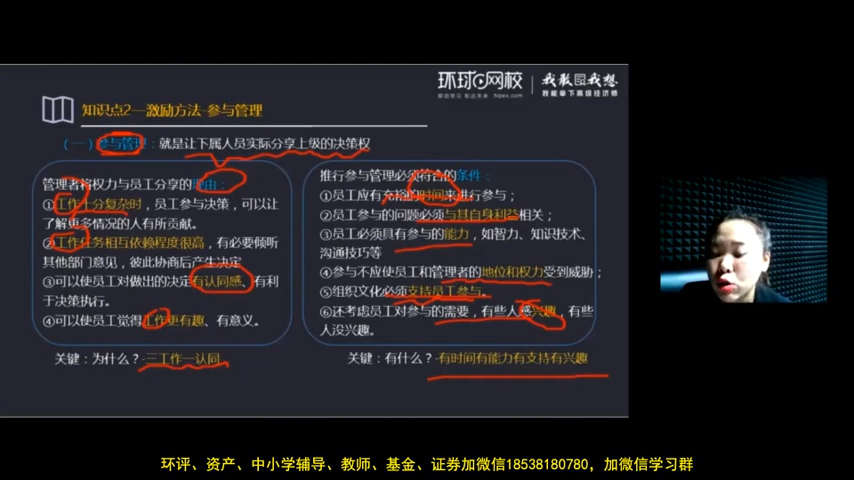 环球网校
我敢我想
我能拿下高级经济师
hqwx.com
知识点2—激励方法-参与管理
（一）参与管理：就是让下属人员实际分享上级的决策权
管理者将权力与员工分享的理由：
①工作十分复杂时，员工参与决策，可以让
了解更多情况的人有所贡献。
②工作任务相互依赖程度很高，有必要倾听
其他部门意见，彼此协商后产生决定
③可以使员工对做出的决定有认同感、有利
于决策执行。
④可以使员工觉得工作更有趣、有意义。
关键：为什么？-三工作一认同
推行参与管理必须符合的条件：
①员工应有充裕的时间来进行参与；
②员工参与的问题必须与其自身利益相关；
③员工必须具有参与的能力，如智力、知识技术、
沟通技巧等
④参与不应使员工和管理者的地位和权力受到威胁；
⑤组织文化必须支持员工参与。
⑥还考虑员工对参与的需要，有些人感兴趣，有些
人没兴趣。
关键：有什么？-有时间有能力有支持有兴趣
环评、资产、中小学辅导、教师、基金、证券加微信18538180780，加微信学习群